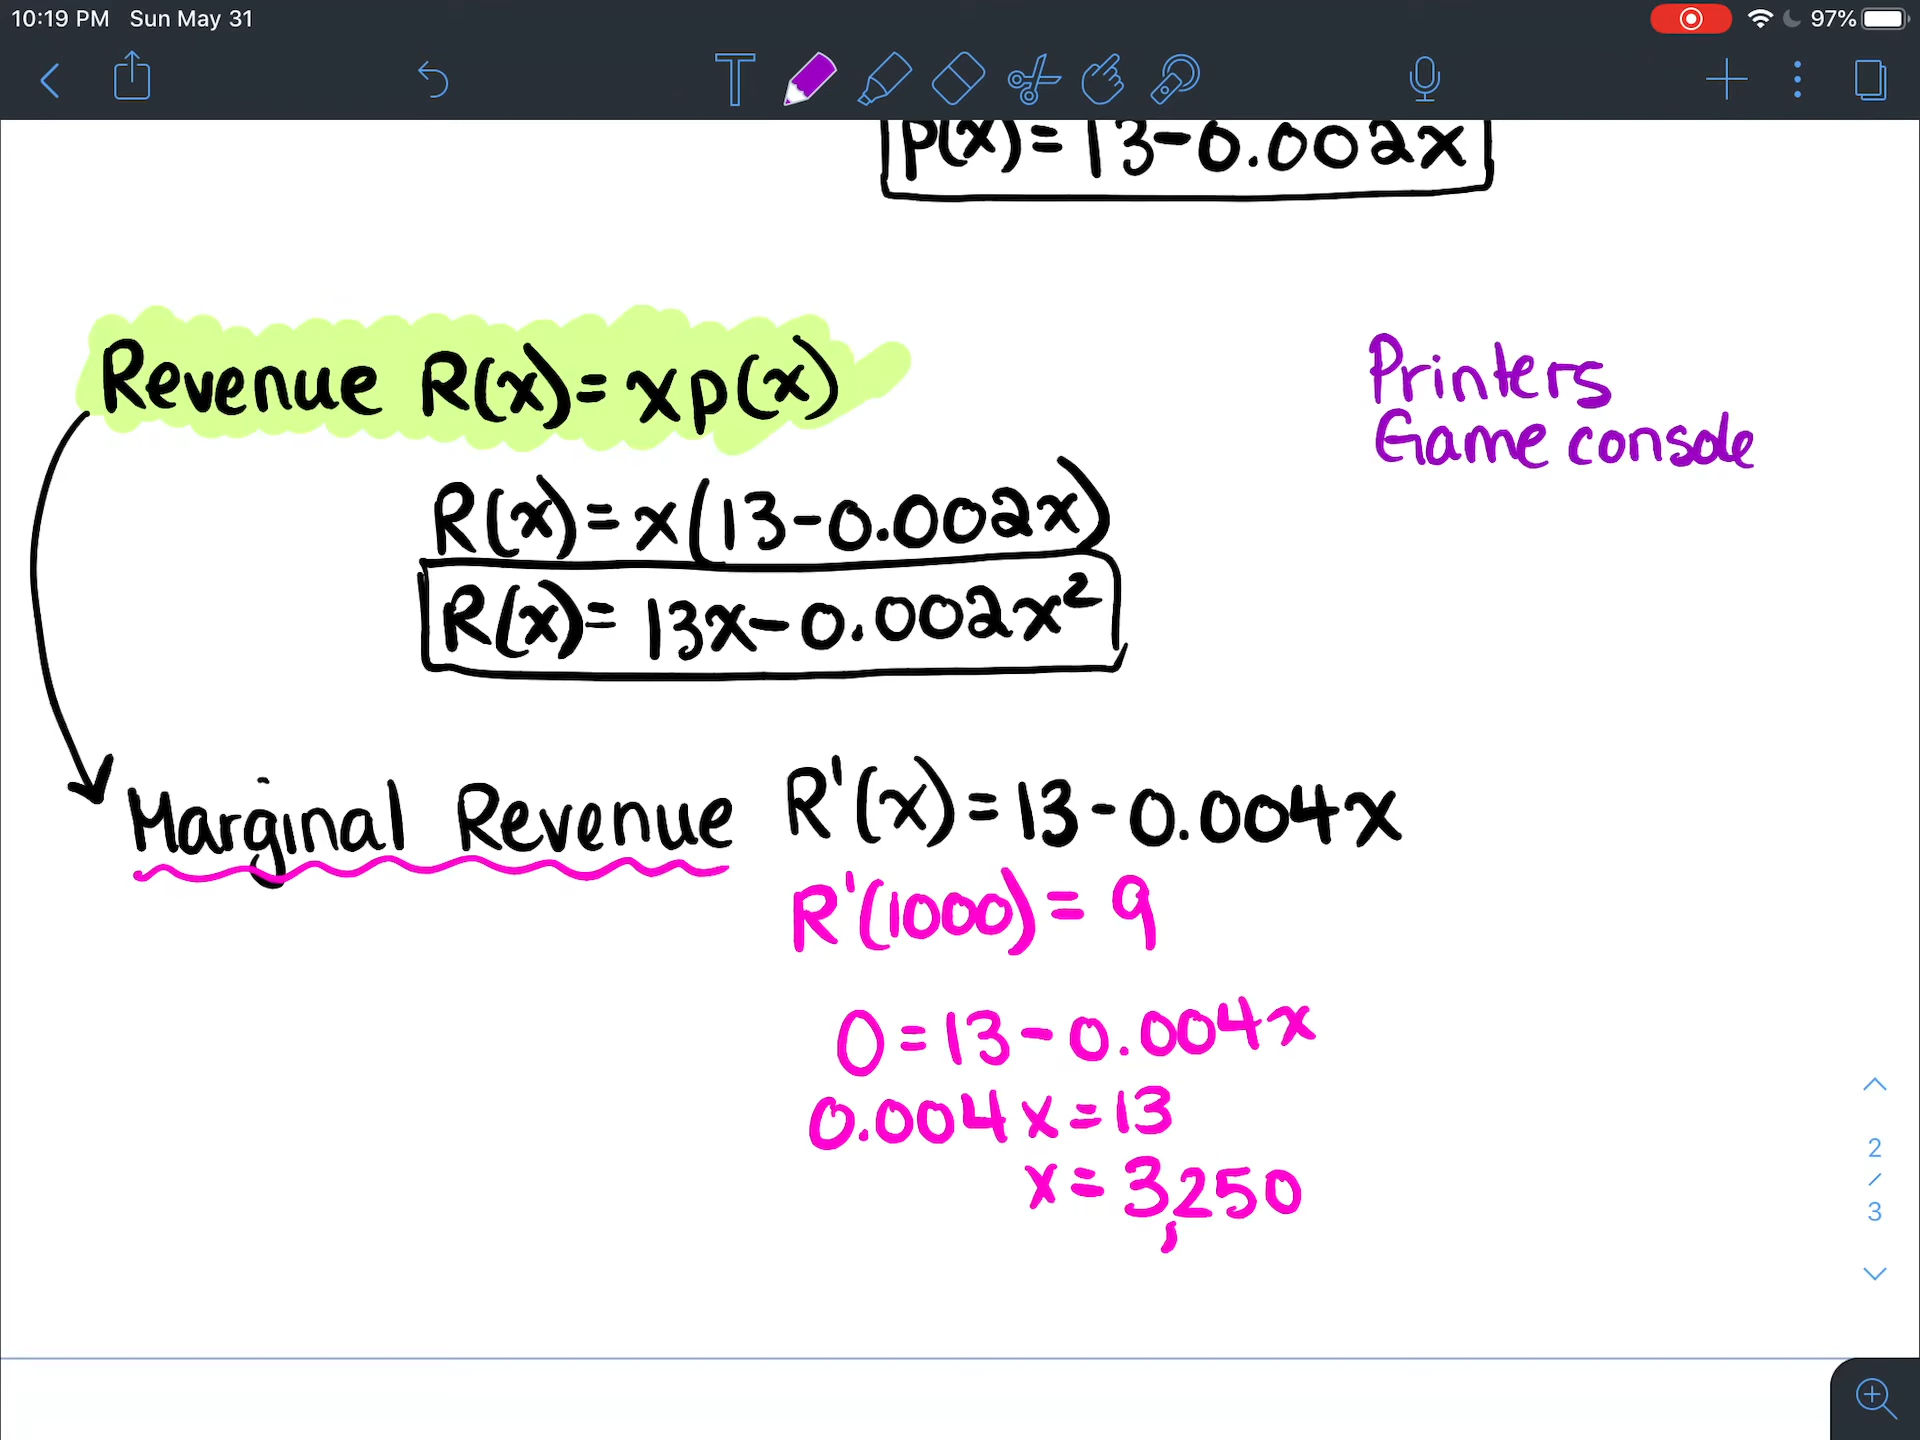 10:19 PM Sun May 31
97%
T
p(x)= 13-0.002x
Revenue R(x)= xp(x)
Printers
Game console
R(x)= x(13-0.002x)
R(x)= 13x-0.002x²
Marginal Revenue R'(x)=13-0.004x
R'(1000)= 9
0=13-0.004x
0.004x=13
x= 3,250
2
/
3